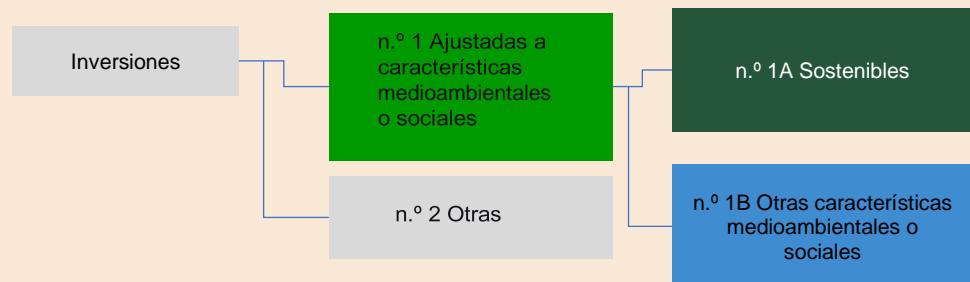 Inversiones
n.º 1 Ajustadas a
características
medioambientales
o sociales
n.º 2 Otras
n.º 1A Sostenibles
n.º 1B Otras características
medioambientales o
sociales